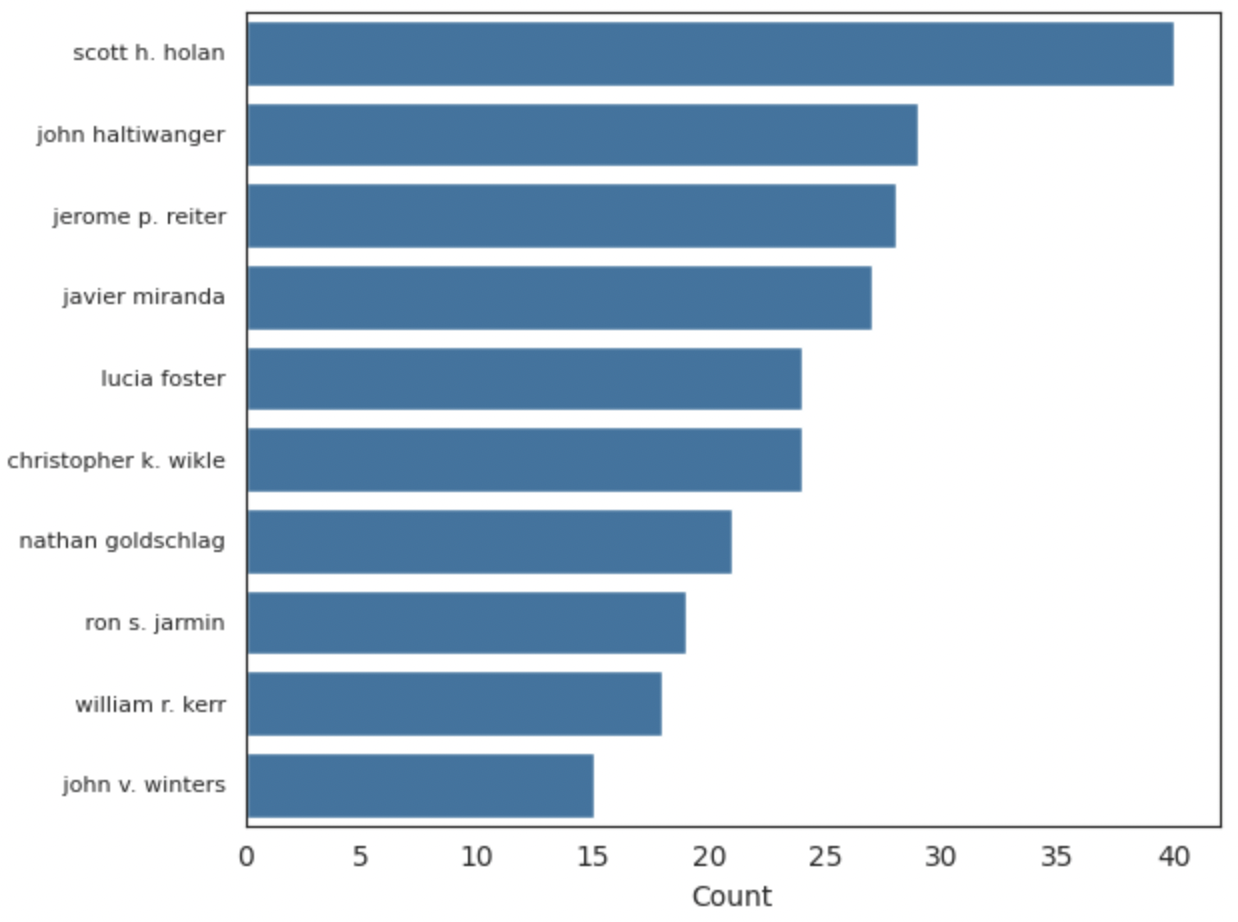 scott h. holan
john haltiwanger
jerome p. reiter
javier miranda
lucia foster
christopher k. wikle
nathan goldschlag
ron s. jarmin
william r. kerr
john v. winters
0 5 10 15 20 25 30 35 40
Count